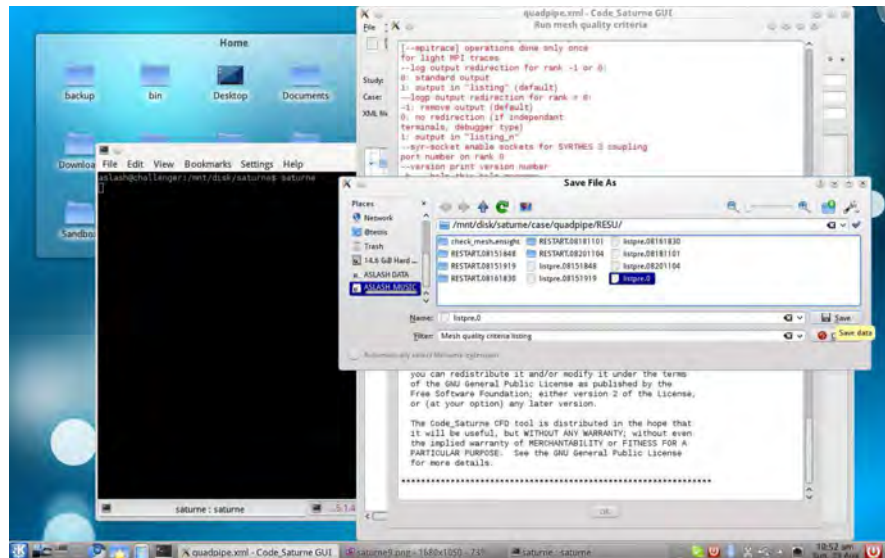 quadpipe.xml - Code_Saturne GUI
Run mesh quality criteria
File
Home
backup
bin
Desktop
Documents
Study:
Case:
[--mpitrace] operations done only once
for light MPI traces
--log output redirection for rank -1 or 0:
0: standard output
1: output in "listing" (default)
--logp output redirection for rank > 0:
-1: remove output (default)
0: no redirection (if independant
terminals, debugger type)
1: output in "listing_n"
--syr-socket enable sockets for SYRTHES 3 coupling
port number on rank 0
--version print version number
File Edit View Bookmarks Settings Help
aslash@challenger:/mnt/disk/saturne$ saturne
Save File As
Places
Network
Trash
14.6 GiB Hard ...
ASLASH DATA
ASLASH MUSIC
/mnt/disk/saturne/case/quadpipe/RESU/
check_mesh.ensight RESTART.08181101 listpre.08161830
RESTART.08151848 RESTART.08201104 listpre.08181101
RESTART.08151919 listpre.08151848 listpre.08201104
RESTART.08161830 listpre.08151919 listpre.0
Name: listpre.0
Save
Filter: Mesh quality criteria listing
Save data
Automatically select filename extension
you can redistribute it and/or modify it under the terms
of the GNU General Public License as published by the
Free Software Foundation; either version 2 of the License,
or (at your option) any later version.
The Code_Saturne CFD tool is distributed in the hope that
it will be useful, but WITHOUT ANY WARRANTY; without even
the implied warranty of MERCHANTABILITY or FITNESS FOR A
PARTICULAR PURPOSE. See the GNU General Public License
for more details.
OK
saturne : saturne
quadpipe.xml - Code_Saturne GUI
saturne9.png - 1680x1050 - 731
saturne : saturne
10:52 am